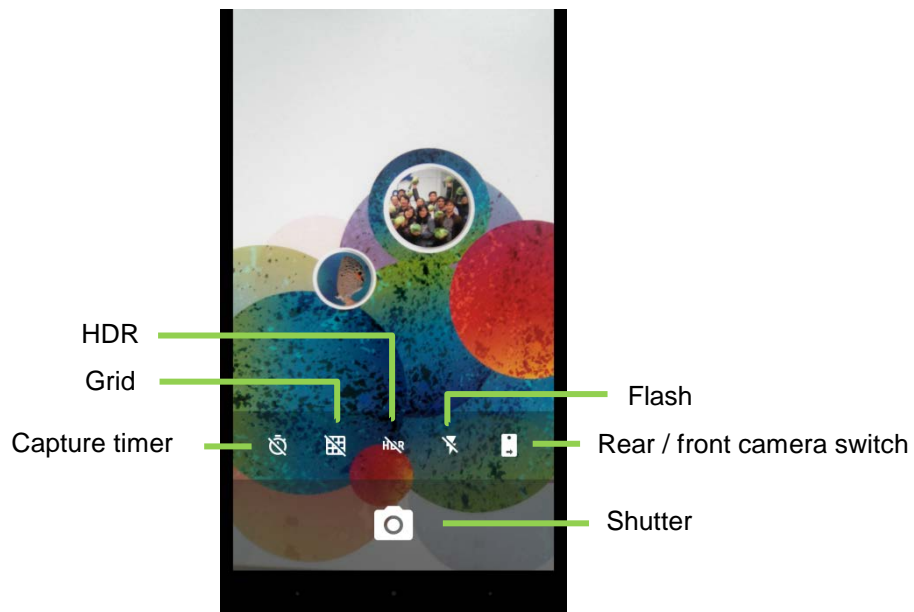 HDR
Grid
Capture timer
HDR
Flash
Rear / front camera switch
Shutter